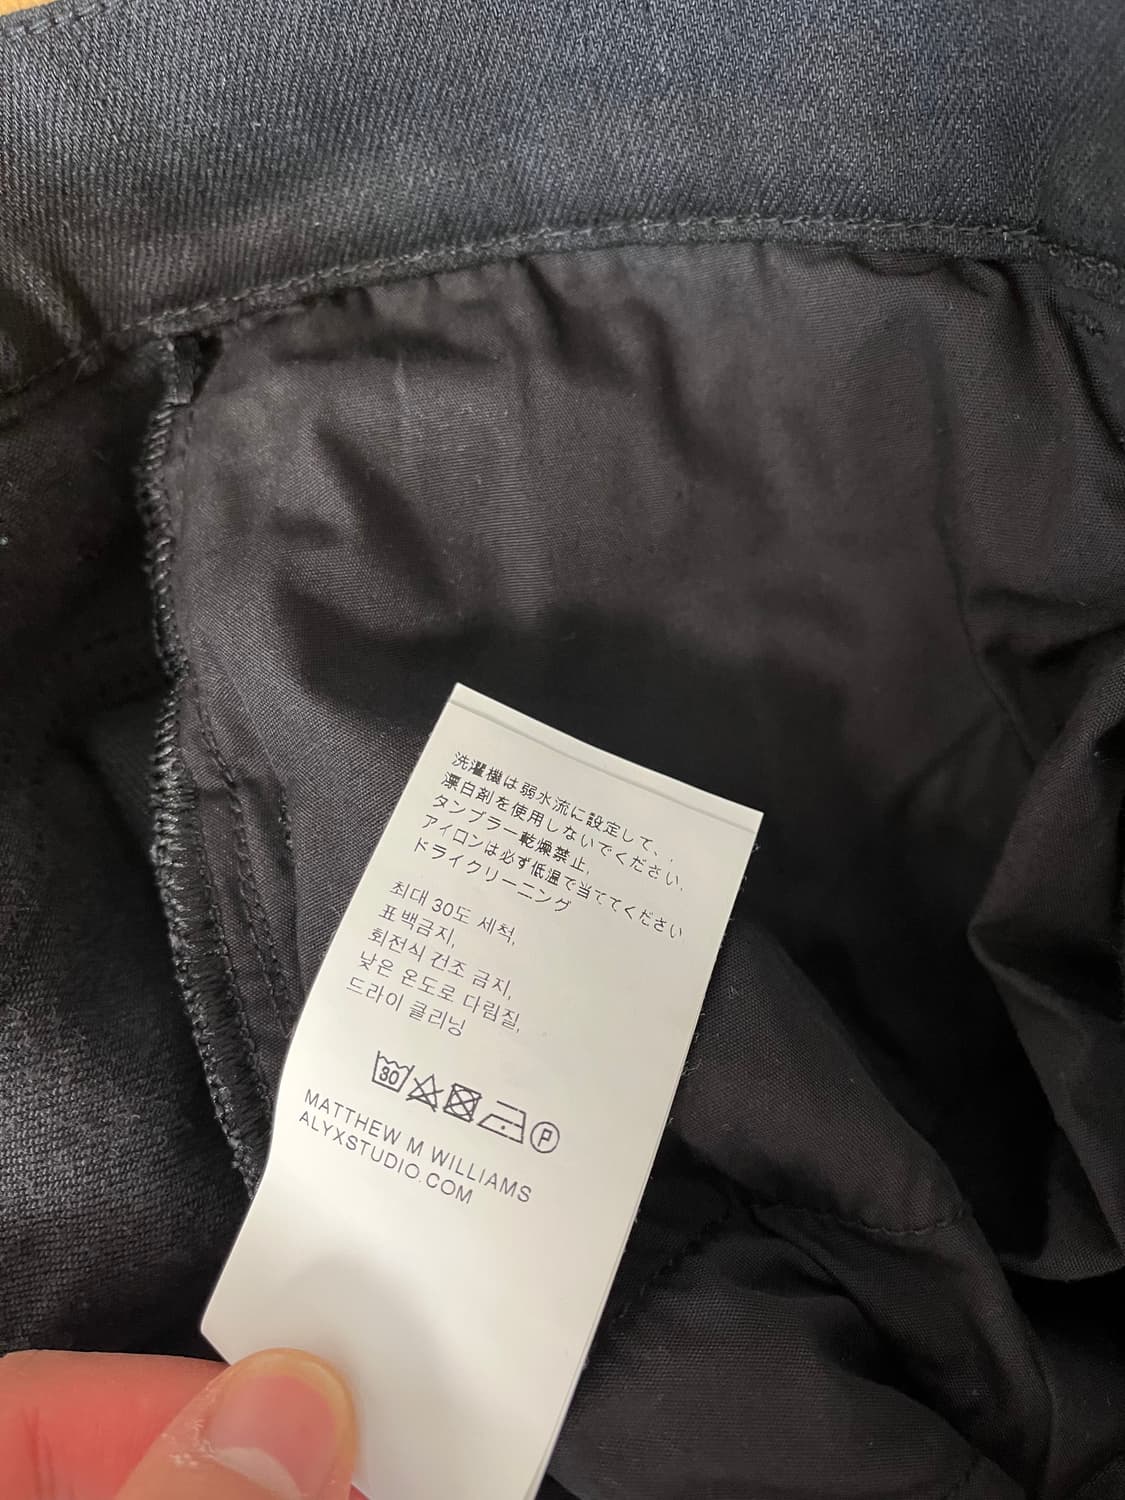 洗濯機は弱水流に設定して、.
漂白剤を使用しないでください.
タンブラー乾燥禁止,
アイロンは必ず低温で当ててください
ドライクリーニング
최대 30도 세척,
표백금지,
회전식 건조 금지,
낮은 온도로 다림질,
드라이 클리닝
30
P
MATTHEW M WILLIAMS
ALYXSTUDIO.COM